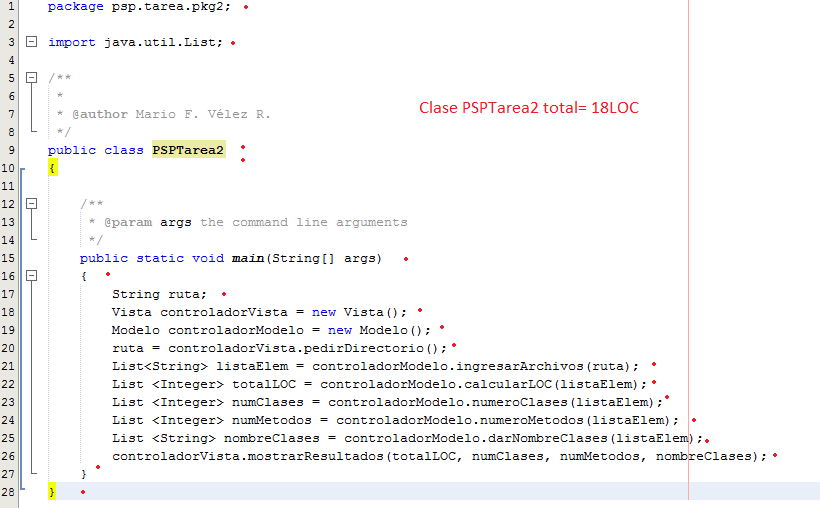 1 package psp.tarea.pkg2;
2
3 import java.util.List;
4
5 /**
6 *
7 * @author Mario F. Vélez R.
Clase PSPTarea2 total= 18LOC
8 */
9 public class PSPTarea2
10 {
11
12 /**
13 * @param args the command line arguments
14 */
15 public static void main(String[] args)
16 {
17 String ruta;
18 Vista controladorVista = new Vista();
19 Modelo controladorModelo = new Modelo();
20 ruta = controladorVista.pedirDirectorio();
21 List<String> listaElem = controladorModelo.ingresarArchivos(ruta);
22 List <Integer> totalLOC = controladorModelo.calcularLOC(listaElem);
23 List <Integer> numClases = controladorModelo.numeroClases(listaElem);
24 List <Integer> numMetodos = controladorModelo.numeroMetodos(listaElem);
25 List <String> nombreClases = controladorModelo.darNombreClases(listaElem);
26 controladorVista.mostrarResultados(totalLOC, numClases, numMetodos, nombreClases);
27 }
28 }